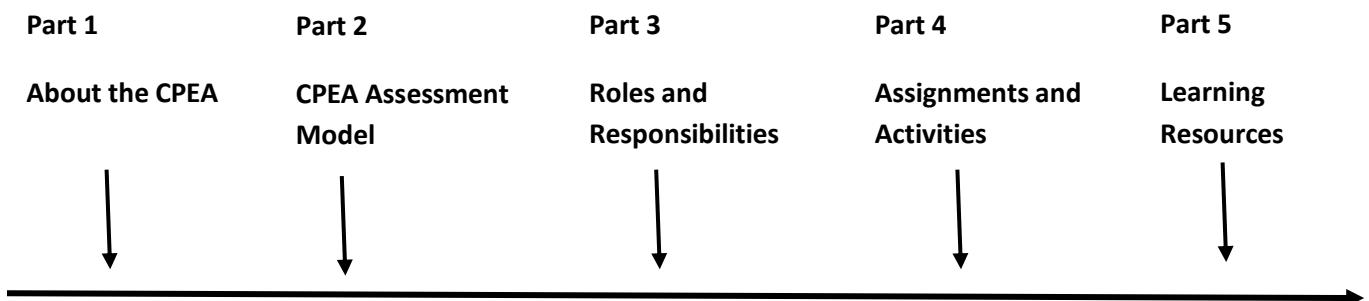 Part 1
About the CPEA
Part 2
CPEA Assessment
Model
Part 3
Roles and
Responsibilities
Part 4
Assignments and
Activities
Part 5
Learning
Resources